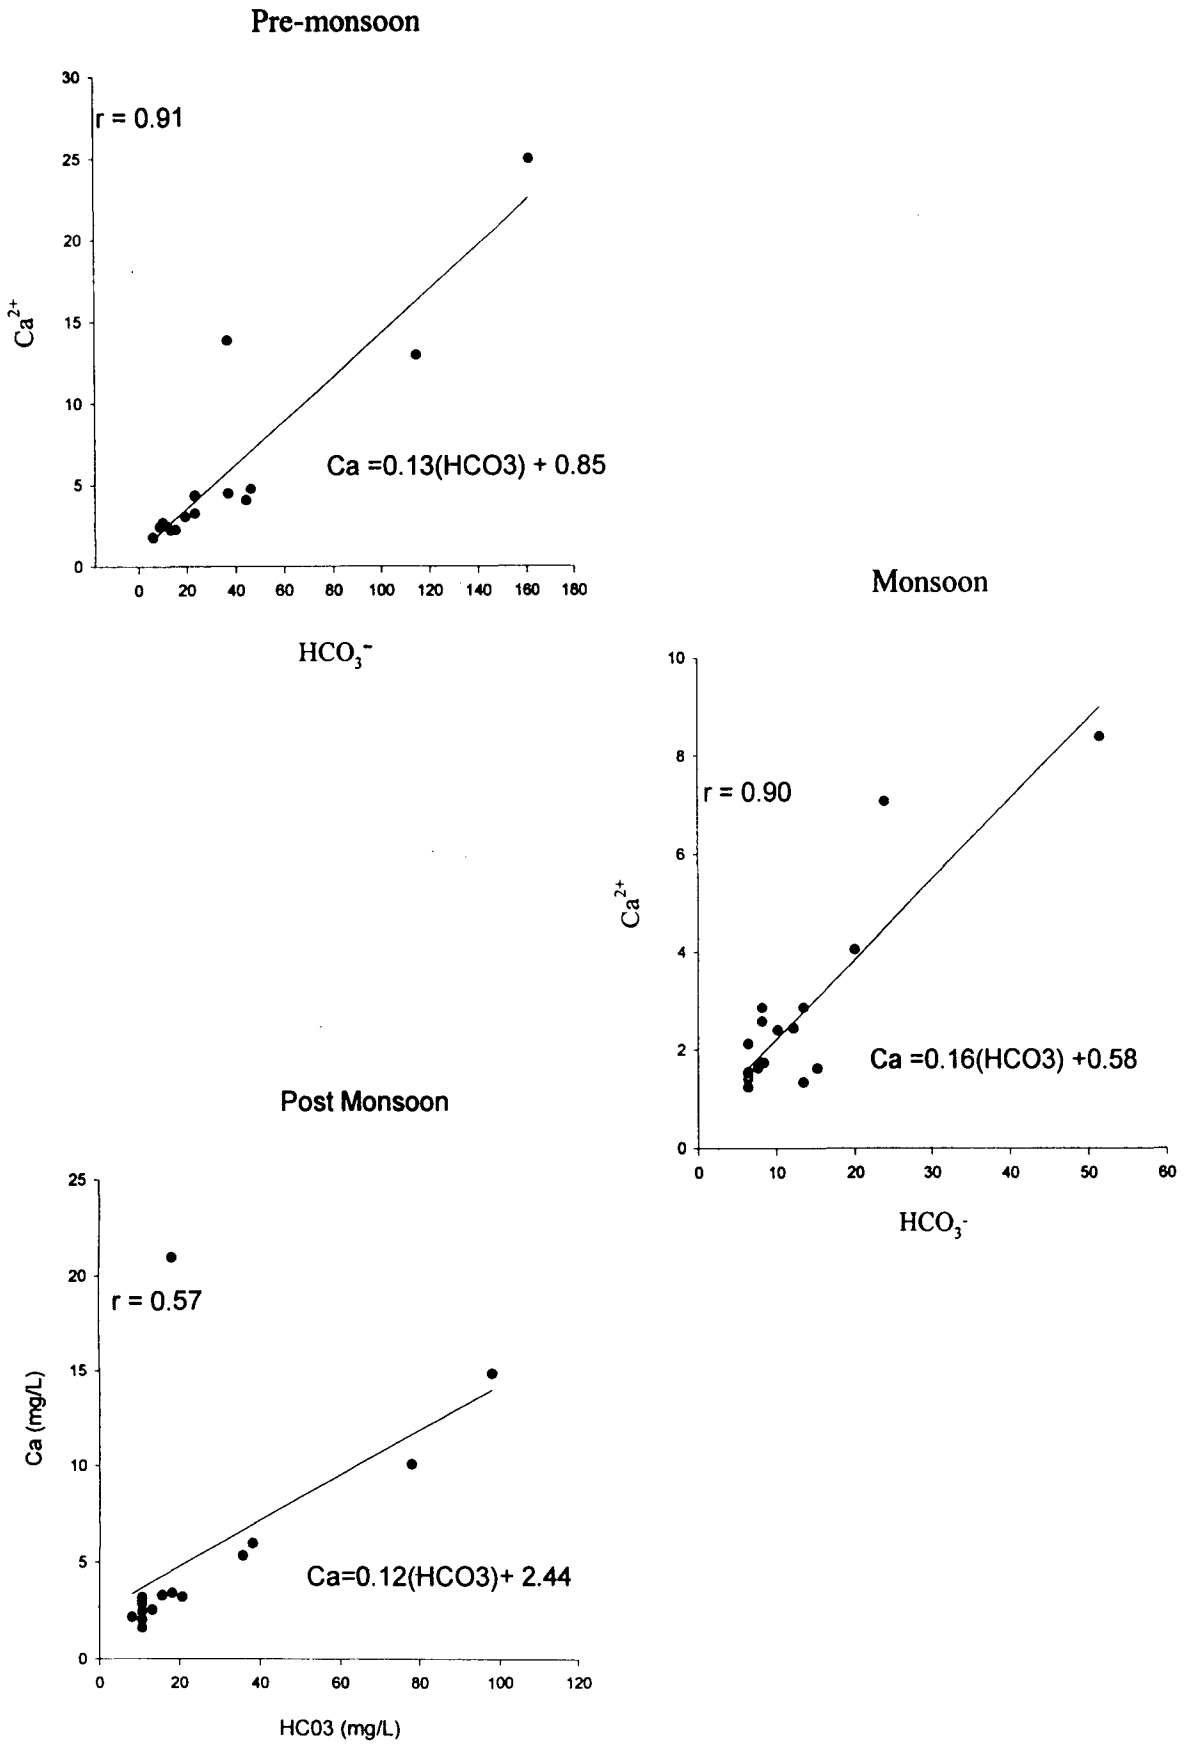 Pre-monsoon
30
r = 0.91
25
20
15
Ca²⁺
10
Ca =0.13(HCO3) + 0.85
5
0
0 20 40 60 80 100 120 140 160 180
HCO₃⁻
Monsoon
10
8
r = 0.90
6
Ca²⁺
4
2
Ca =0.16(HCO3) +0.58
0
0 10 20 30 40 50 60
HCO₃⁻
Post Monsoon
25
20
r = 0.57
15
Ca (mg/L)
10
5
Ca=0.12(HCO3)+ 2.44
0
0 20 40 60 80 100 120
HC03 (mg/L)